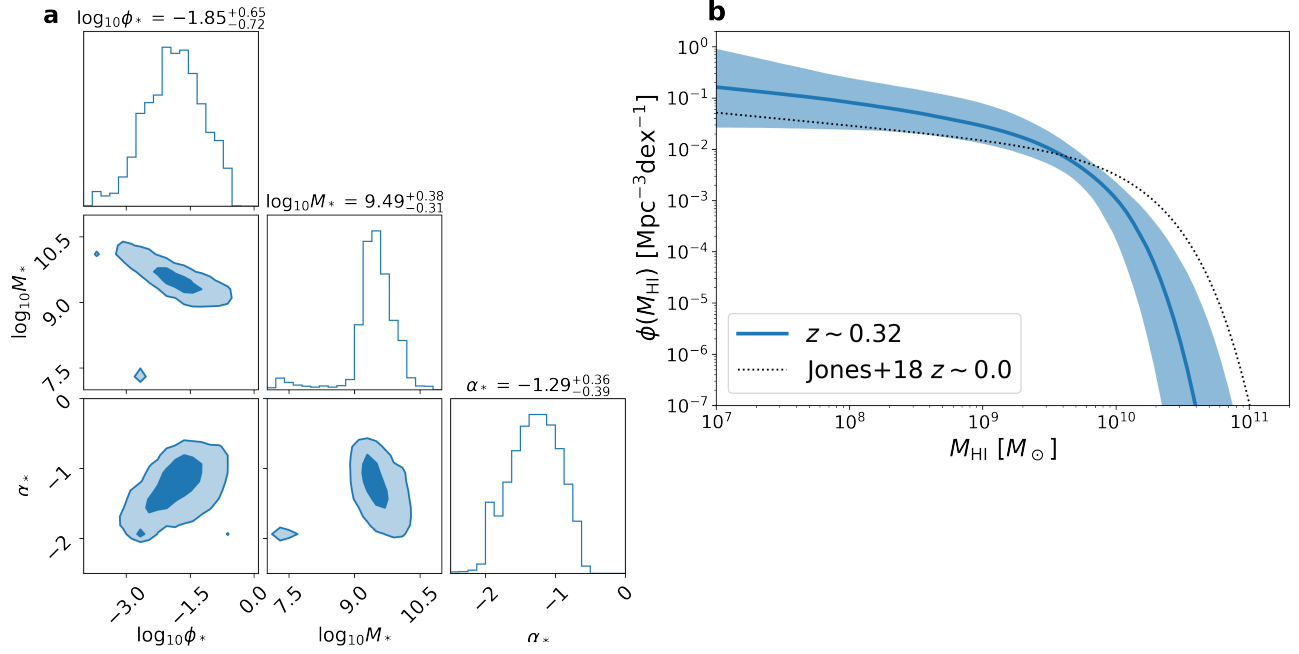 a
log₁₀ϕ* = −1.85 +0.65 −0.72
10.5
9.0
7.5
log₁₀M*
log₁₀M* = 9.49 +0.38 −0.31
0
−1
−2
α*
α* = −1.29 +0.36 −0.39
−3.0 −1.5 0.0
log₁₀ϕ*
7.5 9.0 10.5
log₁₀M*
−2 −1 0
α*
b
10⁰
10⁻¹
10⁻²
10⁻³
10⁻⁴
10⁻⁵
10⁻⁶
10⁻⁷
ϕ(M_HI) [Mpc⁻³dex⁻¹]
z ∼ 0.32
Jones+18 z ∼ 0.0
10⁷ 10⁸ 10⁹ 10¹⁰ 10¹¹
M_HI [M⊙]